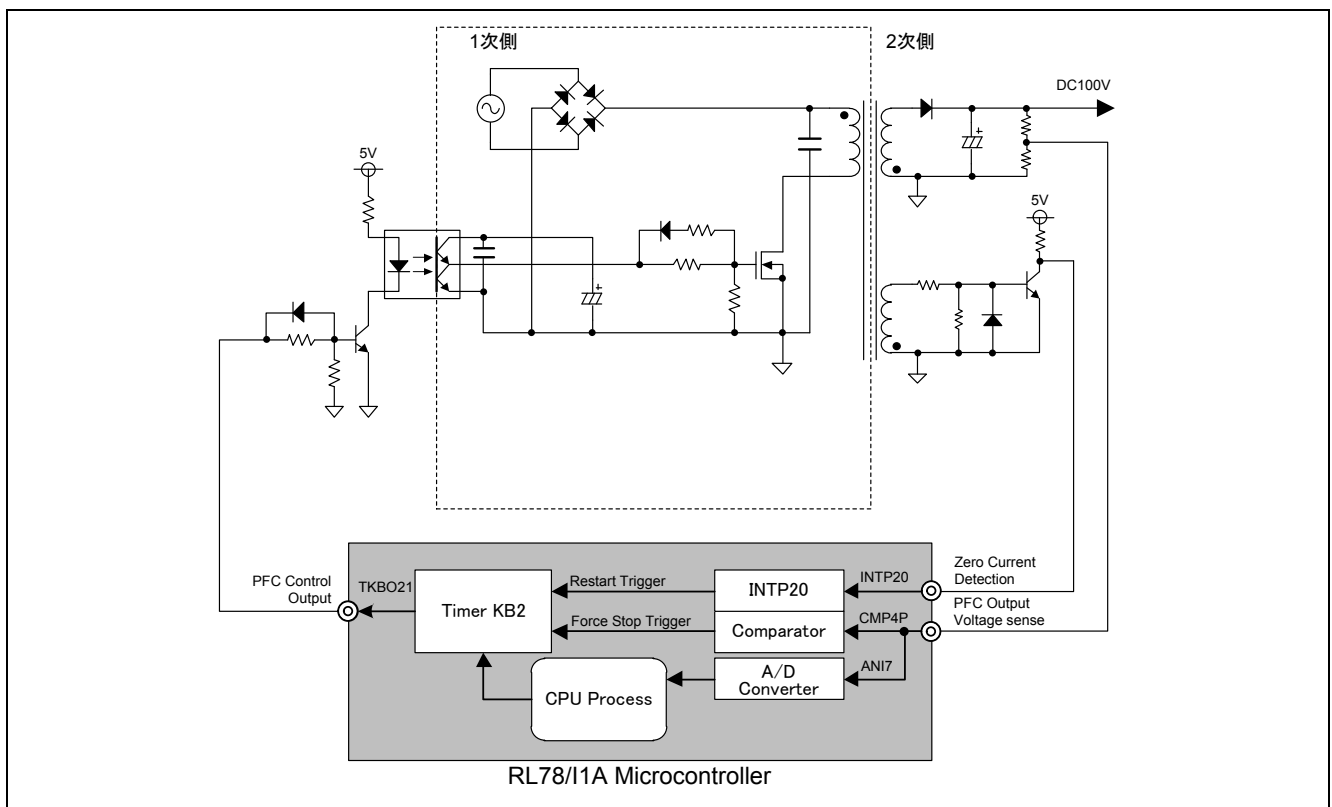 1次側
2次側
DC100V
5V
5V
PFC Control
Output
TKBO21
Timer KB2
Restart Trigger
Force Stop Trigger
INTP20
Comparator
A/D
Converter
CPU Process
INTP20
CMP4P
ANI7
Zero Current
Detection
PFC Output
Voltage sense
RL78/I1A Microcontroller